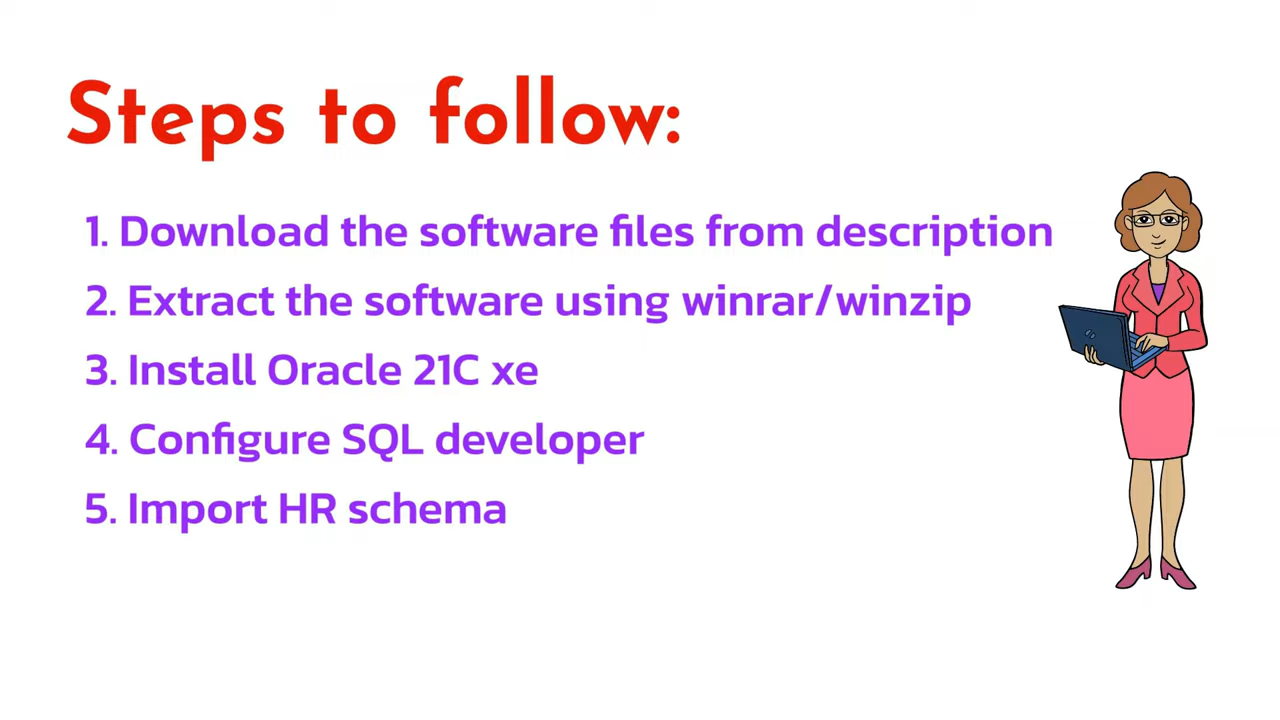 Steps to follow:
1. Download the software files from description
2. Extract the software using winrar/winzip
3. Install Oracle 21C xe
4. Configure SQL developer
5. Import HR schema